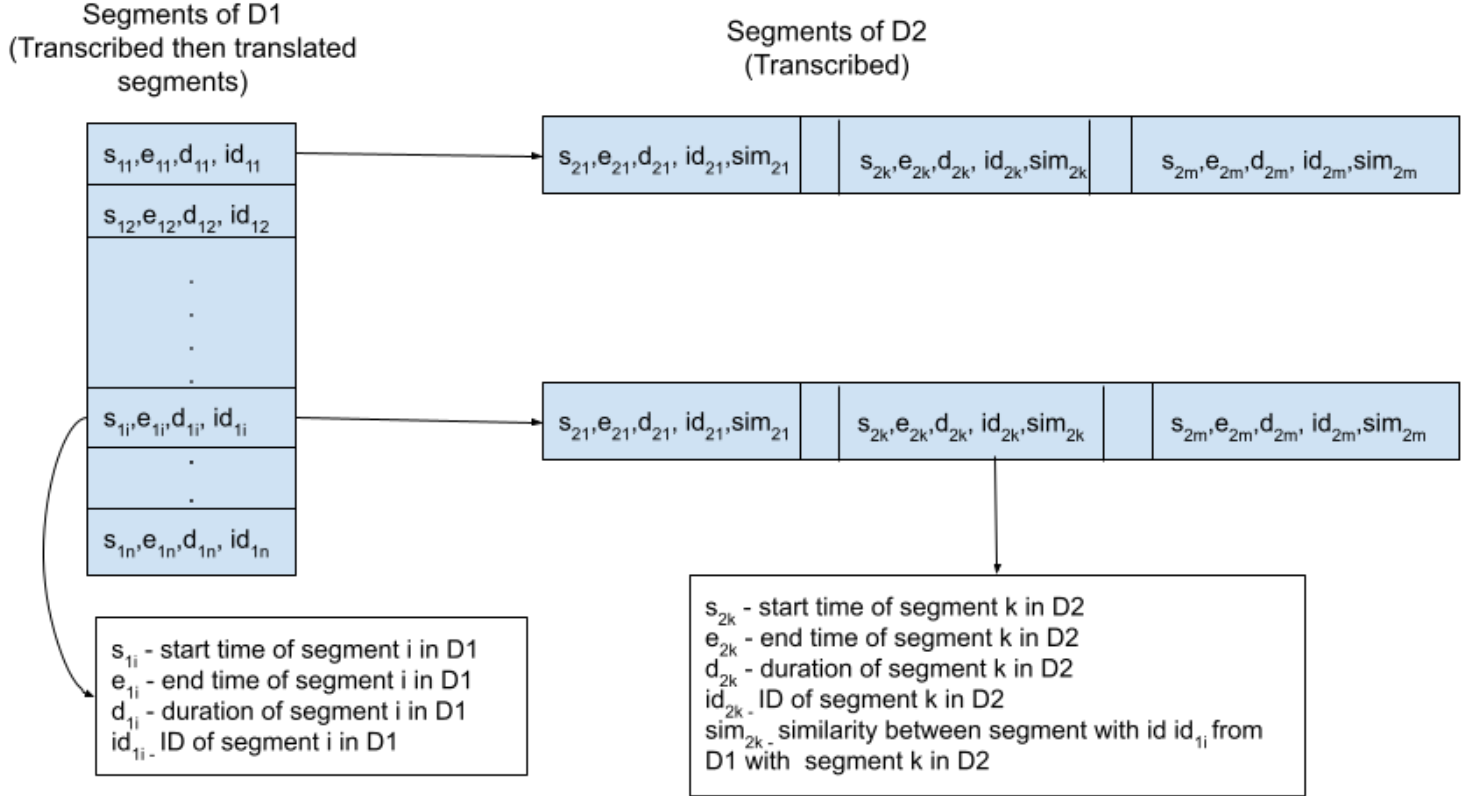 Segments of D1
(Transcribed then translated
segments)
Segments of D2
(Transcribed)
s₁₁,e₁₁,d₁₁, id₁₁
s₂₁,e₂₁,d₂₁, id₂₁,sim₂₁
s₂ₖ,e₂ₖ,d₂ₖ, id₂ₖ,sim₂ₖ
s₂ₘ,e₂ₘ,d₂ₘ, id₂ₘ,sim₂ₘ
s₁₂,e₁₂,d₁₂, id₁₂
.
.
.
.
s₁ᵢ,e₁ᵢ,d₁ᵢ, id₁ᵢ
s₂₁,e₂₁,d₂₁, id₂₁,sim₂₁
s₂ₖ,e₂ₖ,d₂ₖ, id₂ₖ,sim₂ₖ
s₂ₘ,e₂ₘ,d₂ₘ, id₂ₘ,sim₂ₘ
.
.
s₁ₙ,e₁ₙ,d₁ₙ, id₁ₙ
s₁ᵢ - start time of segment i in D1
e₁ᵢ - end time of segment i in D1
d₁ᵢ - duration of segment i in D1
id₁ᵢ - ID of segment i in D1
s₂ₖ - start time of segment k in D2
e₂ₖ - end time of segment k in D2
d₂ₖ - duration of segment k in D2
id₂ₖ - ID of segment k in D2
sim₂ₖ - similarity between segment with id id₁ᵢ from
D1 with segment k in D2